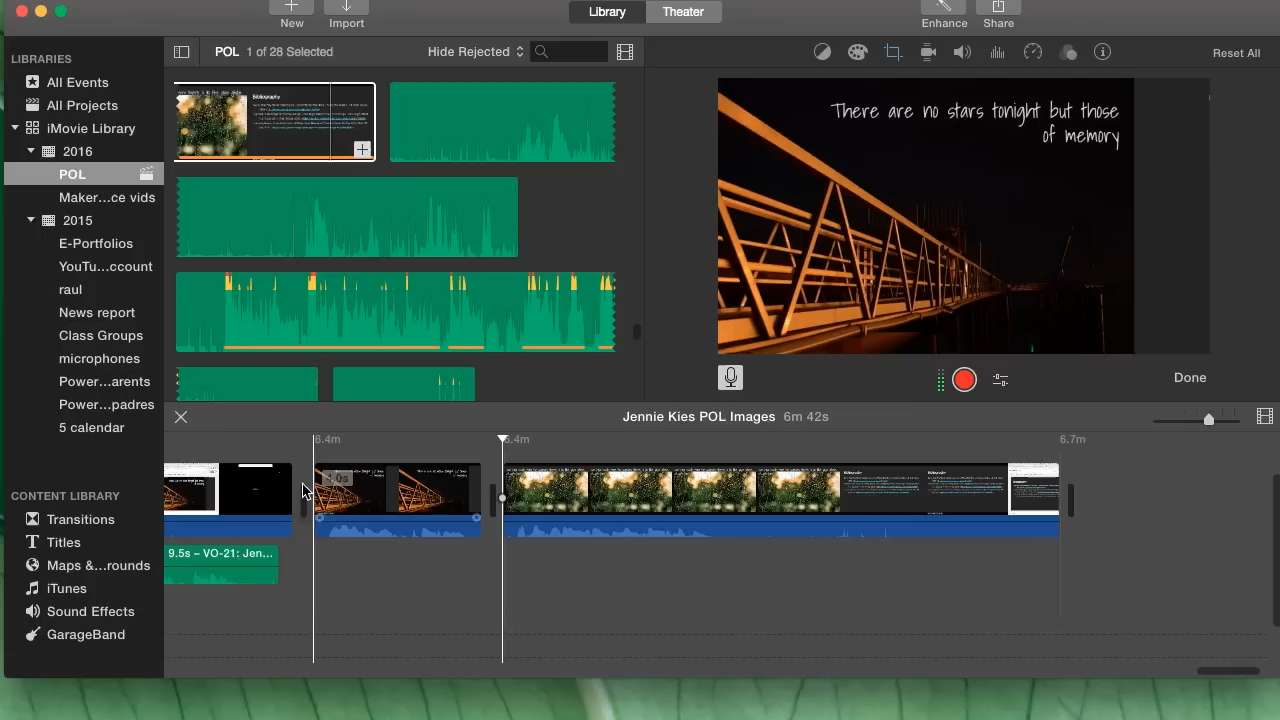 Library
Theater
New
Import
Enhance
Share
LIBRARIES
All Events
All Projects
iMovie Library
2016
POL
Maker...ce vids
2015
E-Portfolios
YouTu...ccount
raul
News report
Class Groups
microphones
Power...arents
Power...padres
5 calendar
CONTENT LIBRARY
Transitions
Titles
Maps &...rounds
iTunes
Sound Effects
GarageBand
POL 1 of 28 Selected
Hide Rejected
Reset All
Bibliography
There are no stars tonight but those
of memory
Done
Jennie Kies POL Images 6m 42s
6.4m
6.7m
9.5s – VO-21: Jen...